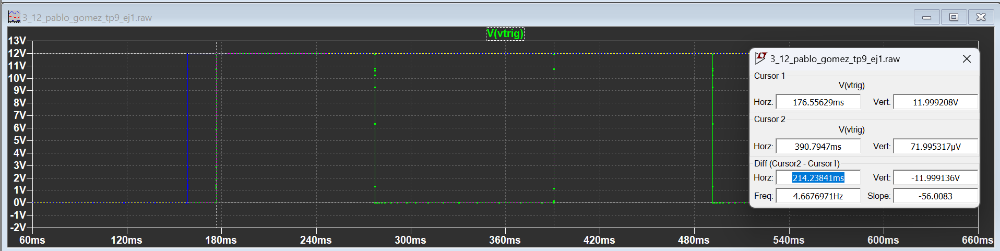 3_12_pablo_gomez_tp9_ej1.raw
V(vtrig)
13V
12V
11V
10V
9V
8V
7V
6V
5V
4V
3V
2V
1V
0V
-1V
-2V
60ms 120ms 180ms 240ms 300ms 360ms 420ms 480ms 540ms 600ms 660ms
3_12_pablo_gomez_tp9_ej1.raw
Cursor 1
V(vtrig)
Horz: 176.55629ms Vert: 11.999208V
Cursor 2
V(vtrig)
Horz: 390.7947ms Vert: 71.995317µV
Diff (Cursor2 - Cursor1)
Horz: 214.23841ms Vert: -11.999136V
Freq: 4.6676971Hz Slope: -56.0083